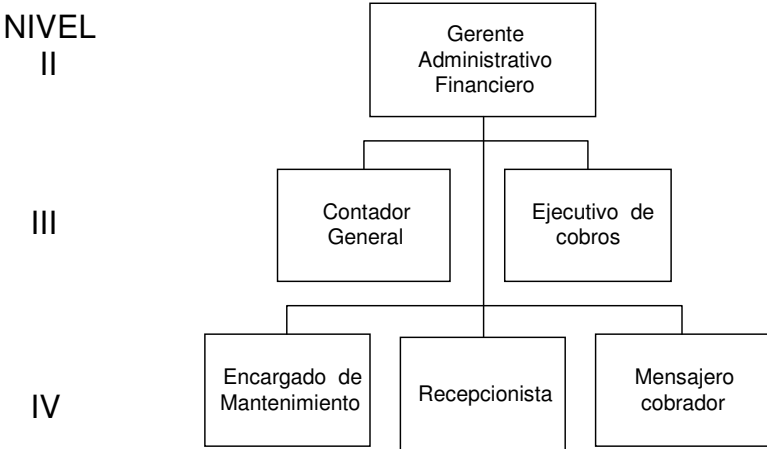 NIVEL
II
Gerente
Administrativo
Financiero
III
Contador
General
Ejecutivo de
cobros
IV
Encargado de
Mantenimiento
Recepcionista
Mensajero
cobrador